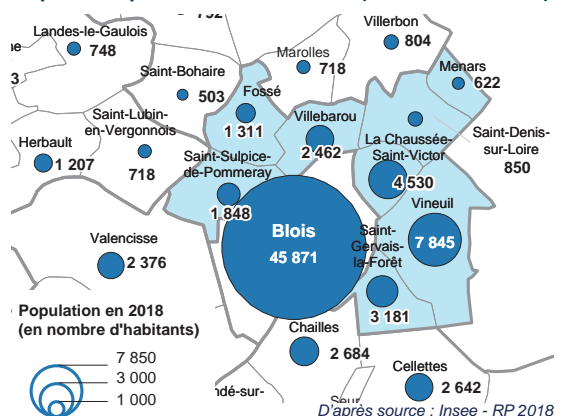 Landes-le-Gaulois
748
Villerbon
804
Marolles
718
Menars
622
Saint-Bohaire
503
Fossé
1 311
Villebarou
2 462
Saint-Lubin-
en-Vergonnois
718
La Chaussée-
Saint-Victor
4 530
Saint-Denis-
sur-Loire
850
Herbault
1 207
Saint-Sulpice-
de-Pommeray
1 848
Vineuil
7 845
Blois
45 871
Saint-
Gervais-
la-Forêt
3 181
Valencisse
2 376
Population en 2018
(en nombre d'habitants)
7 850
3 000
1 000
Chailles
2 684
Cellettes
2 642
ndé-sur-
D'après source : Insee - RP 2018